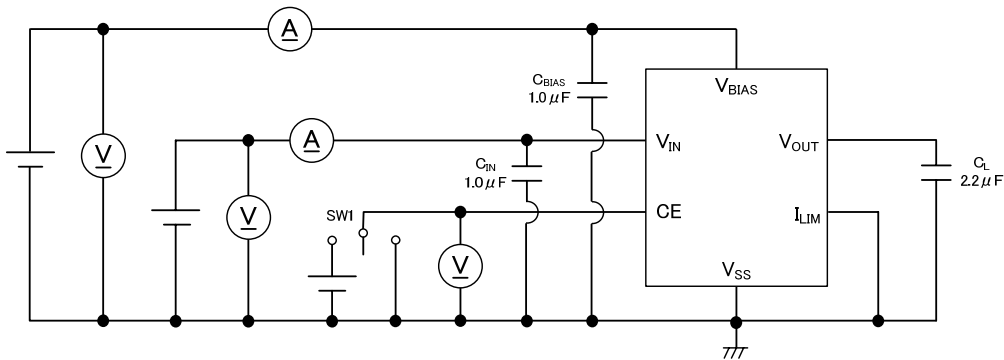 A
C_BIAS
1.0μF
V_BIAS
V
A
V_IN
V_OUT
C_IN
1.0μF
C_L
2.2μF
V
SW1
CE
I_LIM
V
V_SS